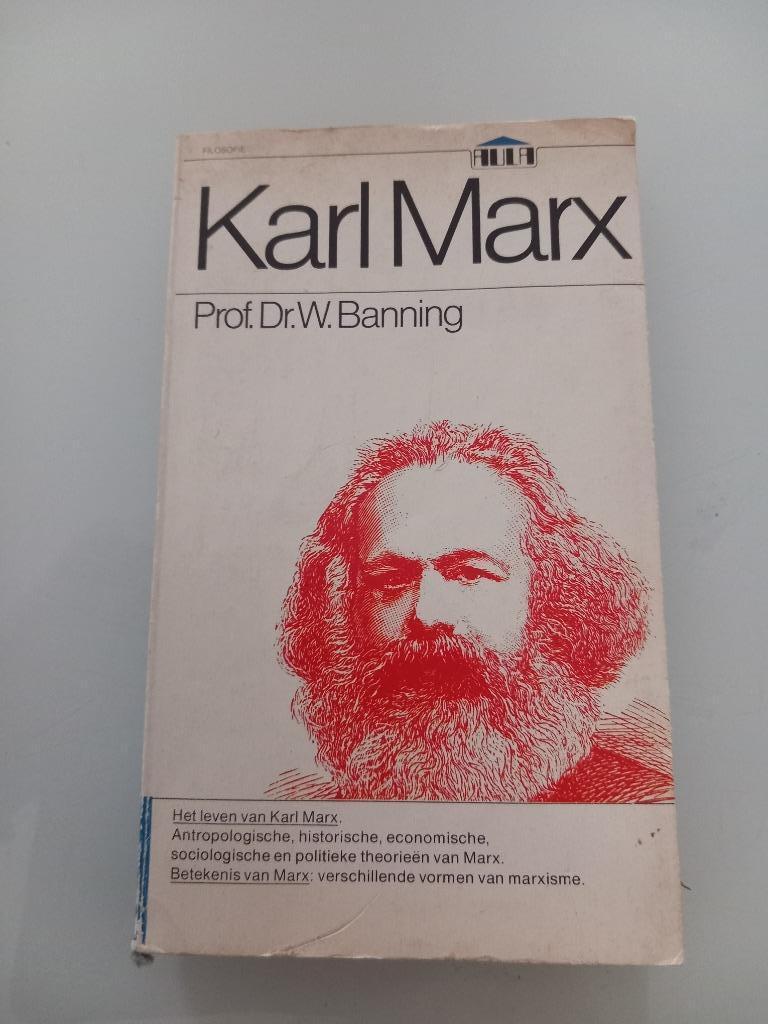 FILOSOFIE
AULA
Karl Marx
Prof. Dr. W. Banning
Het leven van Karl Marx.
Antropologische, historische, economische,
sociologische en politieke theorieën van Marx.
Betekenis van Marx: verschillende vormen van marxisme.